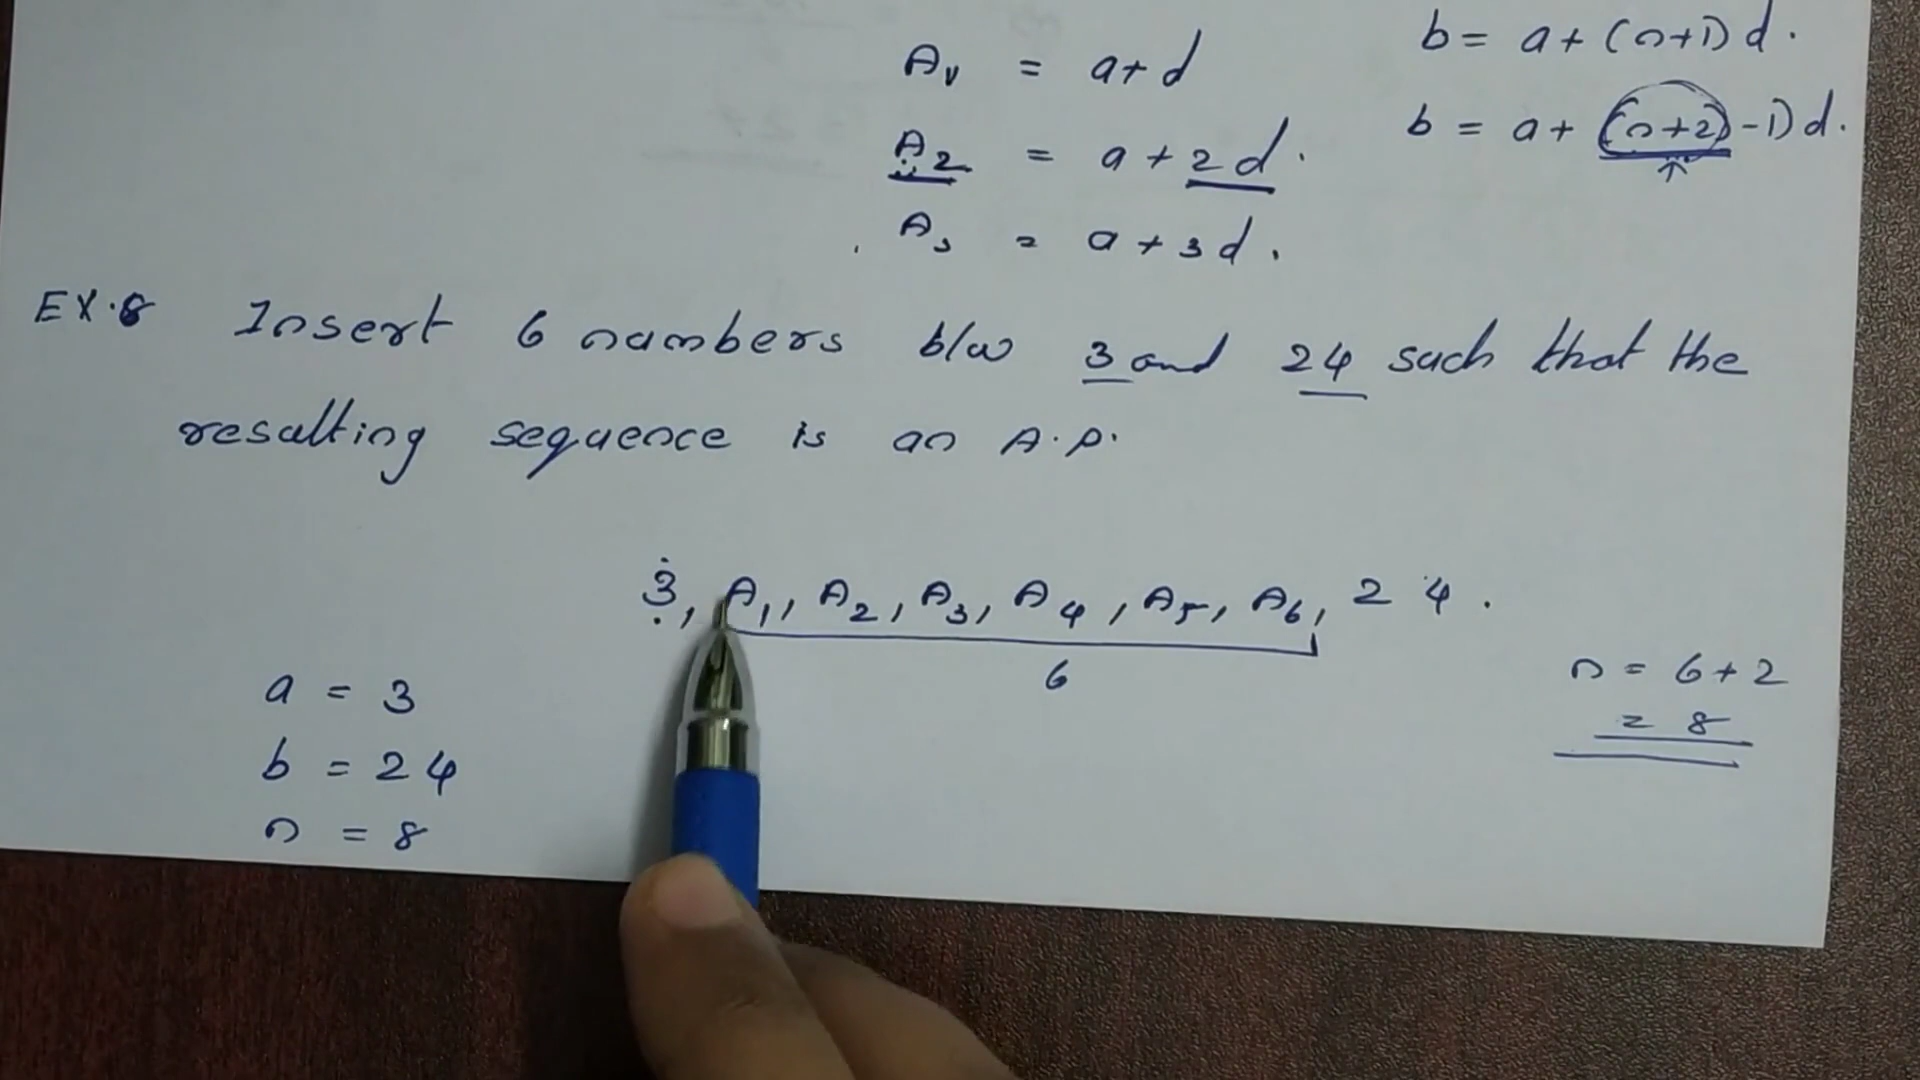 A₁ = a+d
b = a+(n+1)d.
A₂ = a+2d.
b = a+(n+2)-1)d.
A₃ = a+3d.
EX.8 Insert 6 numbers b/w 3 and 24 such that the
resulting sequence is an A.P.
3, A₁, A₂, A₃, A₄, A₅, A₆, 24.
6
n = 6+2
= 8
a = 3
b = 24
n = 8